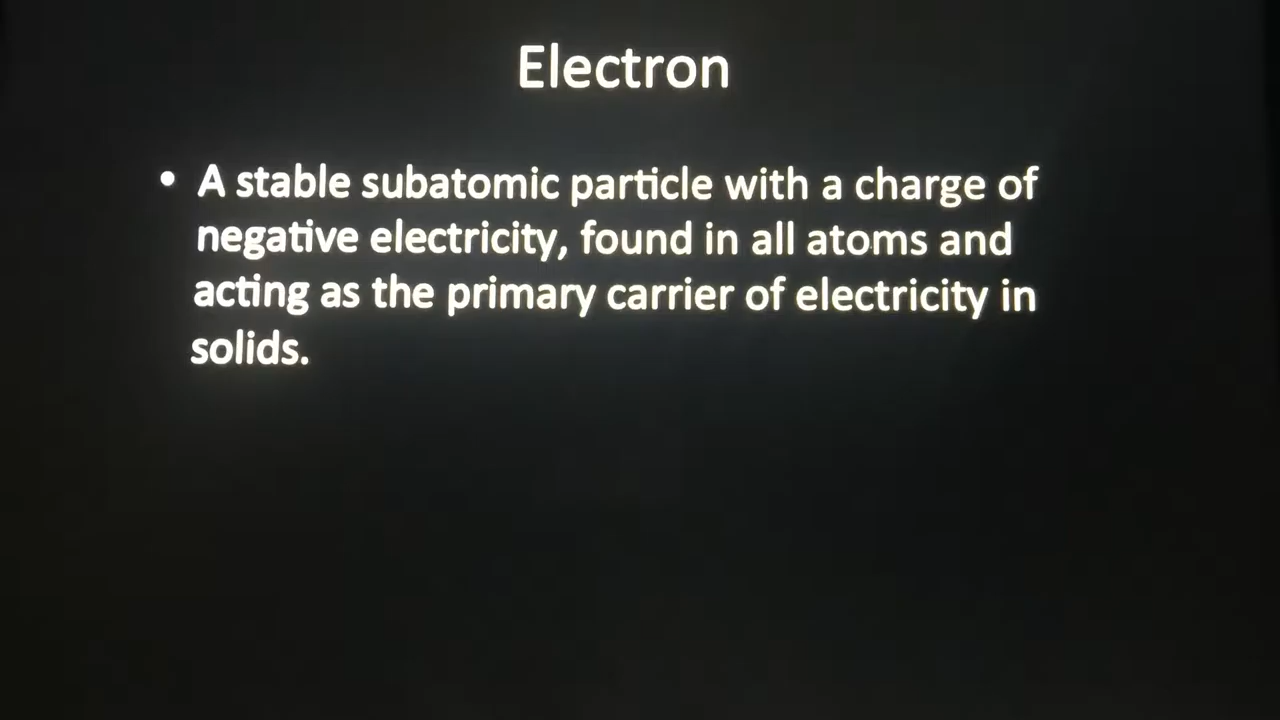 Electron
• A stable subatomic particle with a charge of
negative electricity, found in all atoms and
acting as the primary carrier of electricity in
solids.